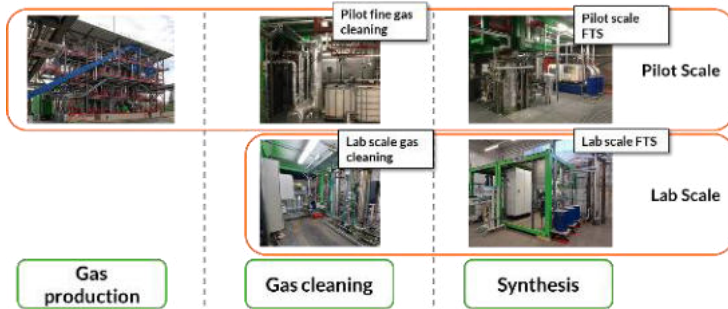 Pilot fine gas
cleaning
Pilot scale
FTS
Pilot Scale
Lab scale gas
cleaning
Lab scale FTS
Lab Scale
Gas
production
Gas cleaning
Synthesis